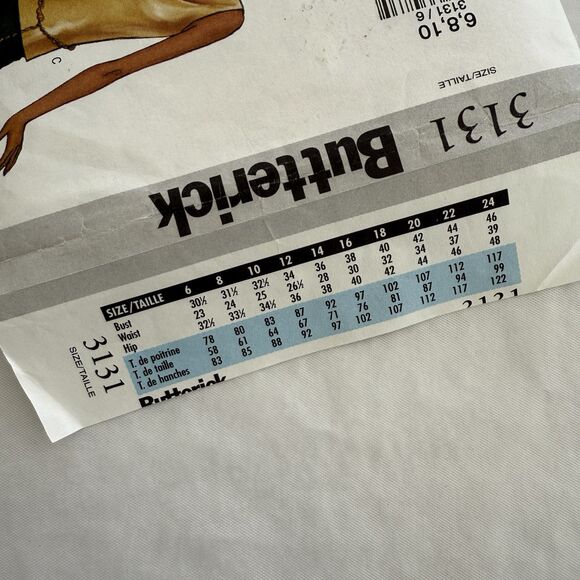 C
6,8,10
3131 / 6
SIZE/TAILLE
3131
Butterick
SIZE/TAILLE 6 8 10 12 14 16 18 20 22 24
Bust 30½ 31½ 32½ 34 36 38 40 42 44 46
Waist 23 24 25 26½ 28 30 32 34 37 39
Hip 32½ 33½ 34½ 36 38 40 42 44 46 48
T. de poitrine 78 80 83 87 92 97 102 107 112 117
T. de taille 58 61 64 67 71 76 81 87 94 99
T. de hanches 83 85 88 92 97 102 107 112 117 122
3131
SIZE/TAILLE
3131
Butterick